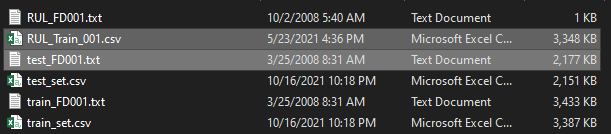 RUL_FD001.txt 10/2/2008 5:40 AM Text Document 1 KB
RUL_Train_001.csv 5/23/2021 4:36 PM Microsoft Excel C... 3,348 KB
test_FD001.txt 3/25/2008 8:31 AM Text Document 2,177 KB
test_set.csv 10/16/2021 10:18 PM Microsoft Excel C... 2,151 KB
train_FD001.txt 3/25/2008 8:31 AM Text Document 3,433 KB
train_set.csv 10/16/2021 10:18 PM Microsoft Excel C... 3,387 KB